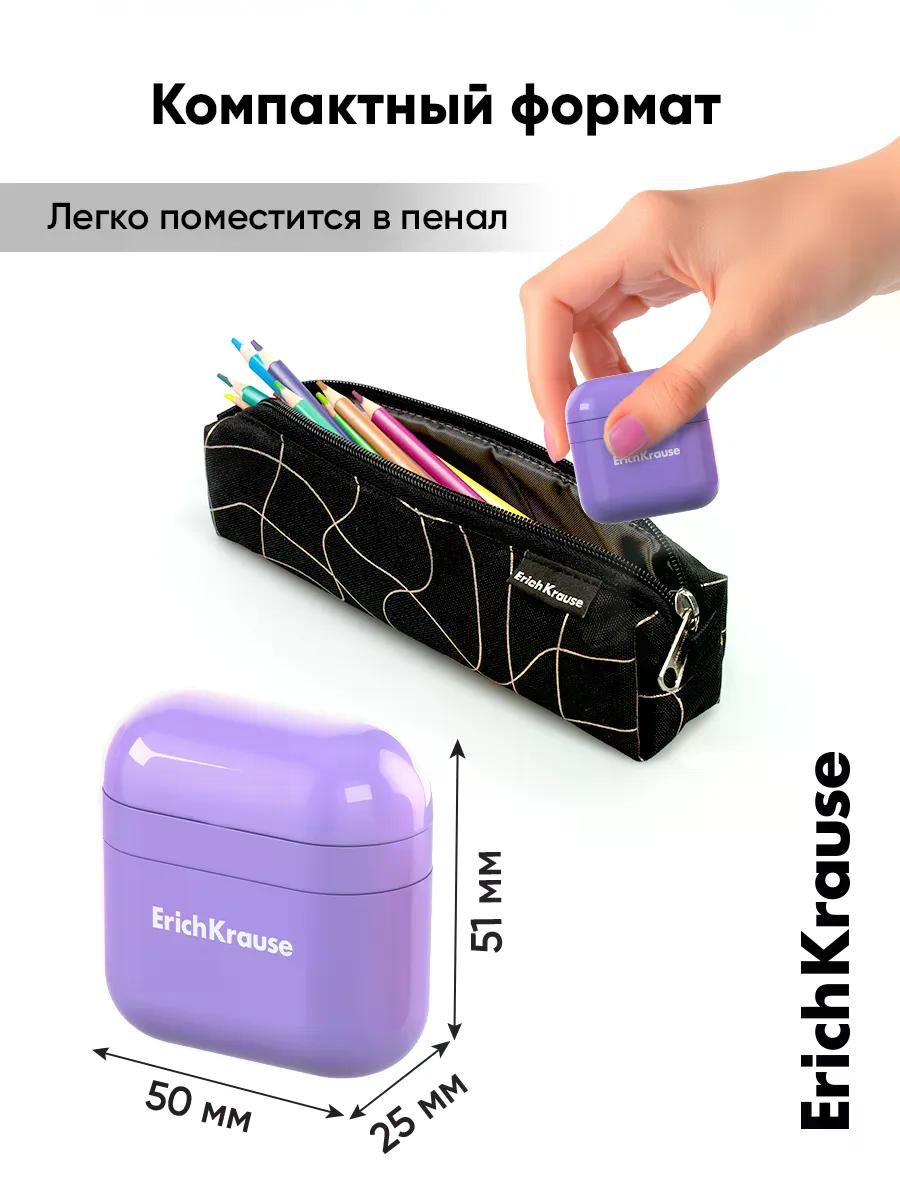 Компактный формат
Легко поместится в пенал
ErichKrause
ErichKrause
ErichKrause
51 мм
50 мм
25 мм
ErichKrause